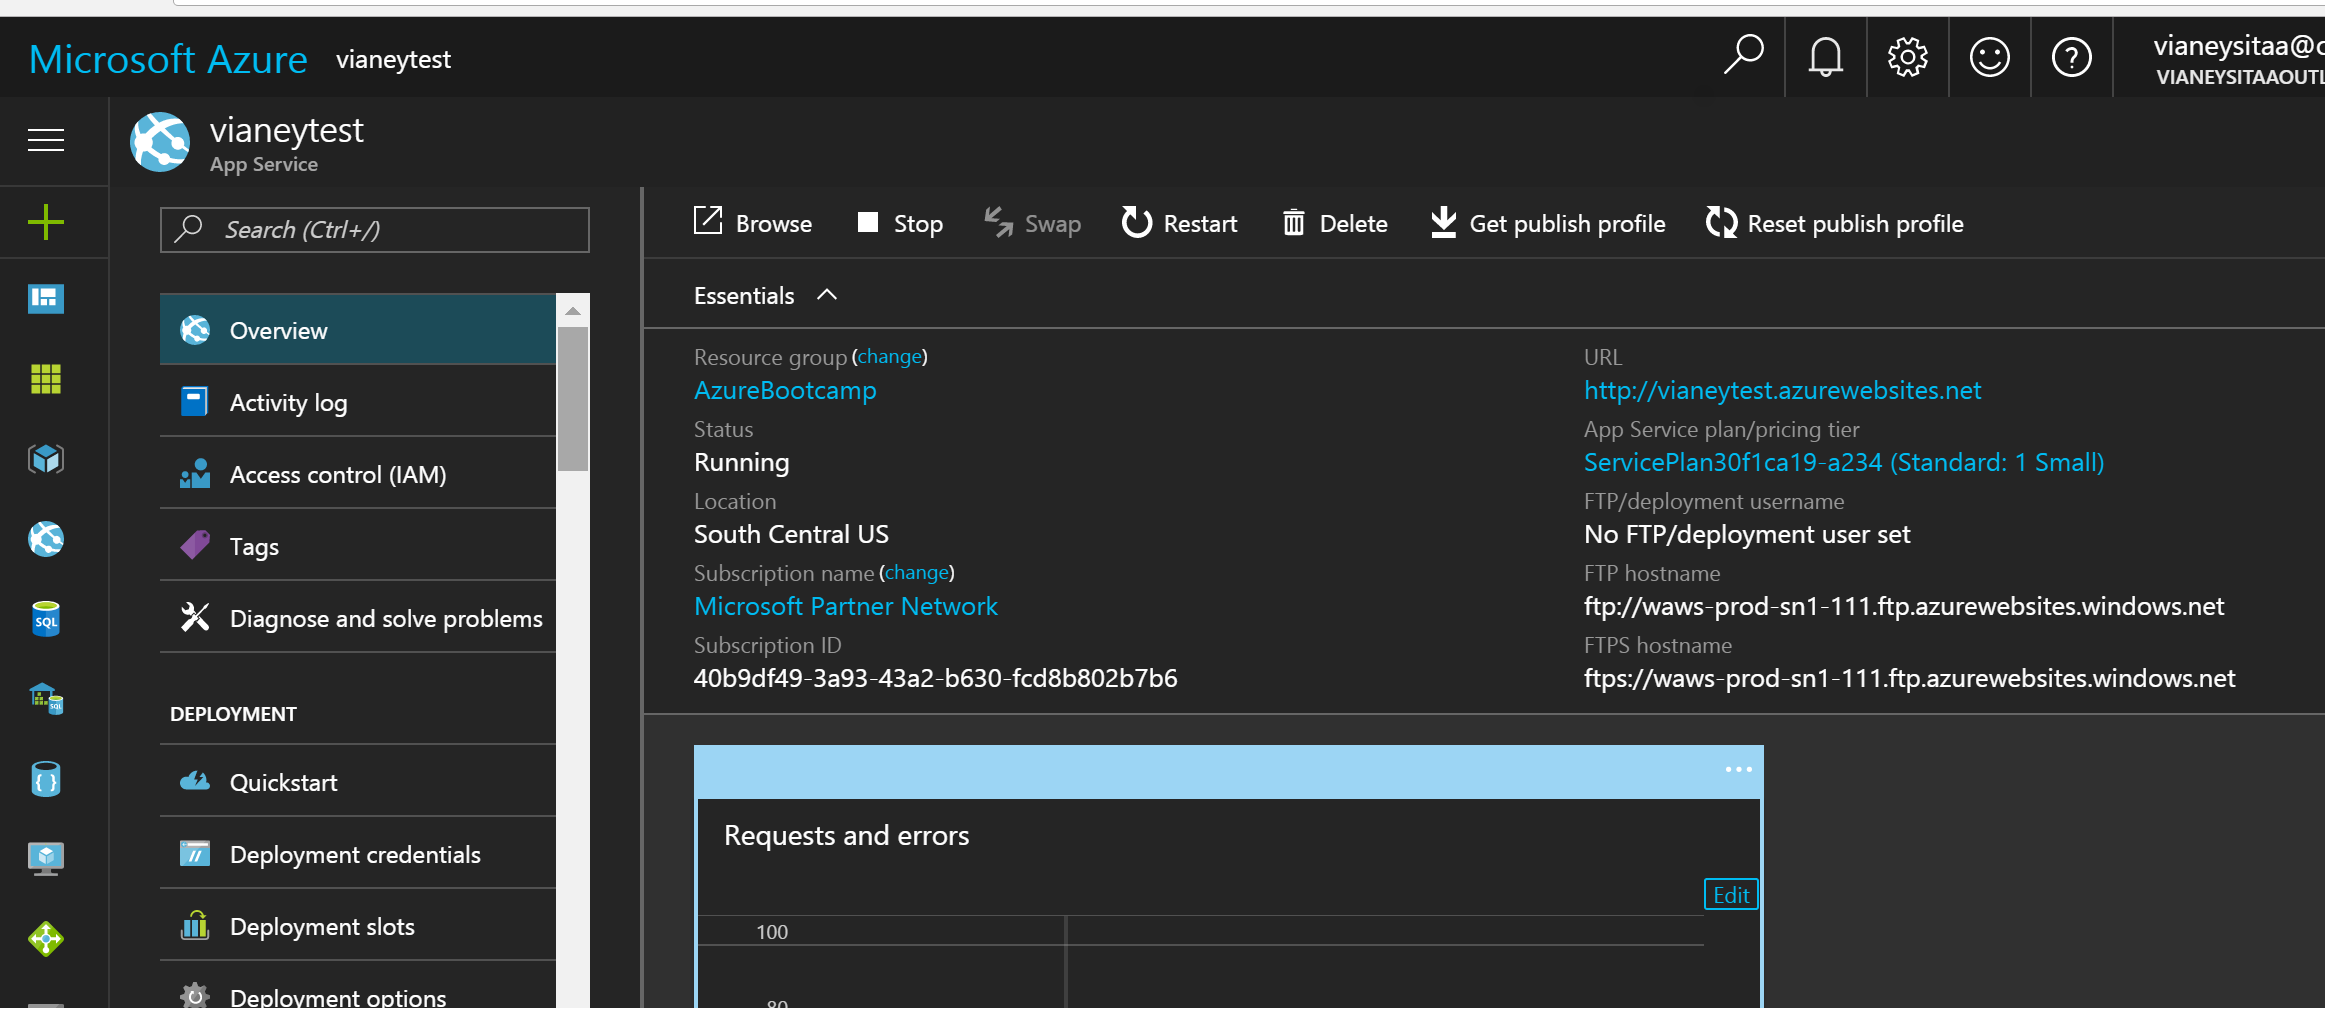 Microsoft Azure vianeytest
vianeysitaa@
VIANEYSITAAOUTL
vianeytest
App Service
Search (Ctrl+/)
Browse Stop Swap Restart Delete Get publish profile Reset publish profile
Essentials
Overview
Activity log
Access control (IAM)
Tags
Diagnose and solve problems
DEPLOYMENT
Quickstart
Deployment credentials
Deployment slots
Deployment options
SQL
SQL
{ }
Resource group (change)
AzureBootcamp
Status
Running
Location
South Central US
Subscription name (change)
Microsoft Partner Network
Subscription ID
40b9df49-3a93-43a2-b630-fcd8b802b7b6
URL
http://vianeytest.azurewebsites.net
App Service plan/pricing tier
ServicePlan30f1ca19-a234 (Standard: 1 Small)
FTP/deployment username
No FTP/deployment user set
FTP hostname
ftp://waws-prod-sn1-111.ftp.azurewebsites.windows.net
FTPS hostname
ftps://waws-prod-sn1-111.ftp.azurewebsites.windows.net
Requests and errors
Edit
100
80